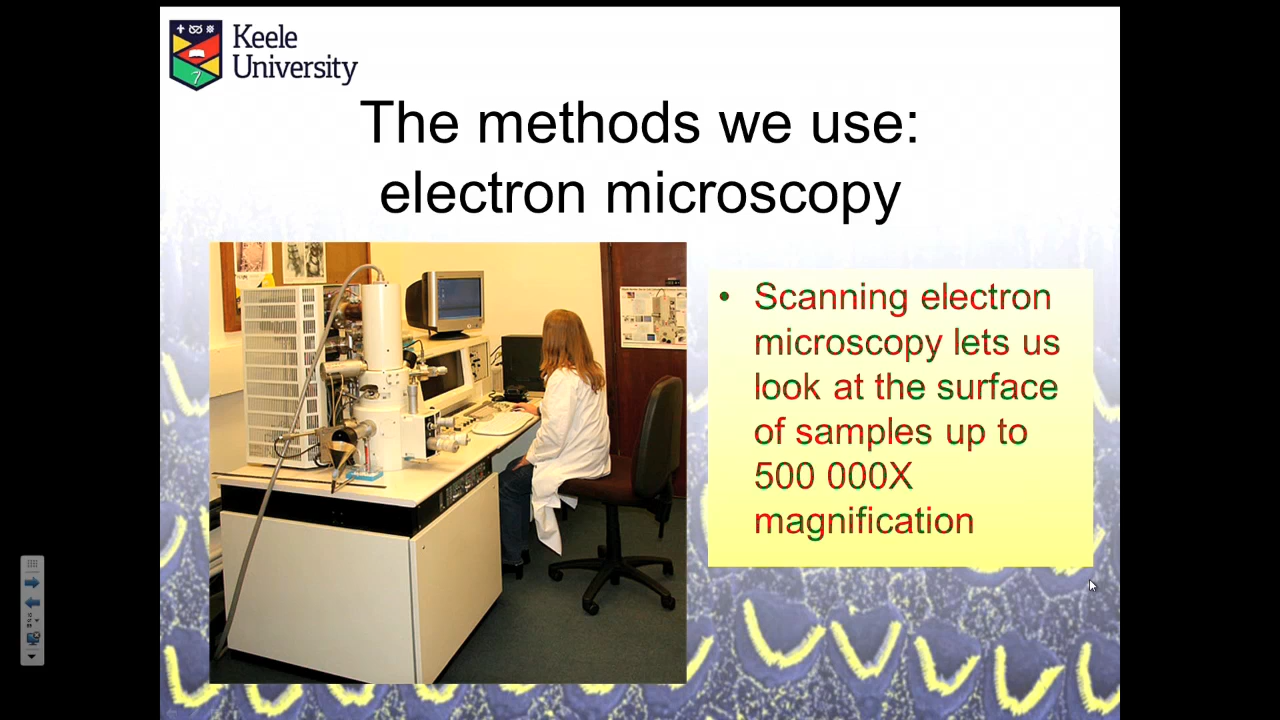 Keele
University
The methods we use:
electron microscopy
• Scanning electron
microscopy lets us
look at the surface
of samples up to
500 000X
magnification